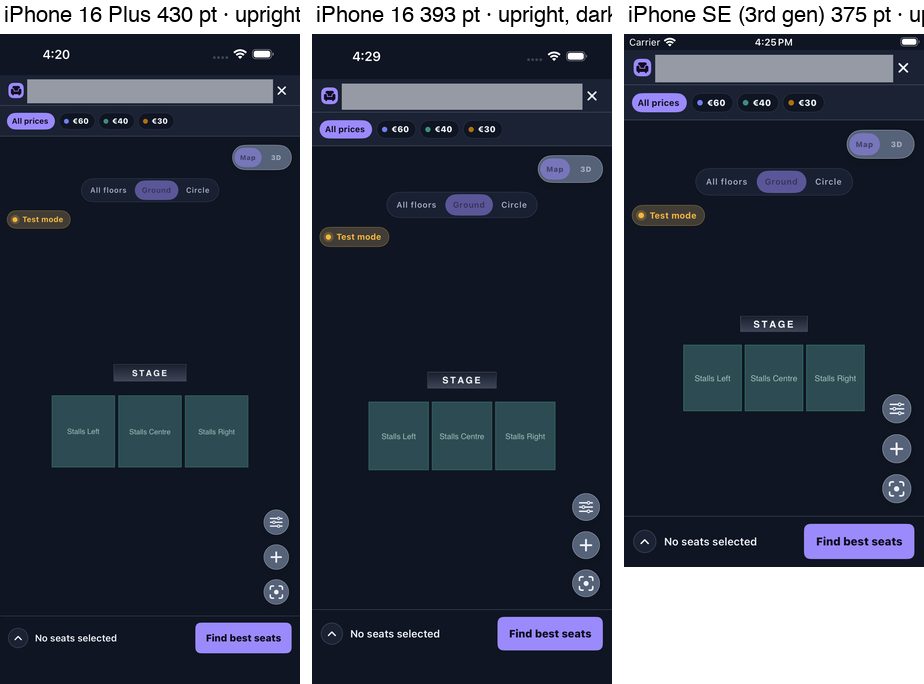 iPhone 16 Plus 430 pt · upright
4:20
All prices
€60
€40
€30
Map
3D
All floors
Ground
Circle
Test mode
STAGE
Stalls Left
Stalls Centre
Stalls Right
No seats selected
Find best seats
iPhone 16 393 pt · upright, dark
4:29
All prices
€60
€40
€30
Map
3D
All floors
Ground
Circle
Test mode
STAGE
Stalls Left
Stalls Centre
Stalls Right
No seats selected
Find best seats
iPhone SE (3rd gen) 375 pt ·
Carrier
4:25 PM
All prices
€60
€40
€30
Map
3D
All floors
Ground
Circle
Test mode
STAGE
Stalls Left
Stalls Centre
Stalls Right
No seats selected
Find best seats